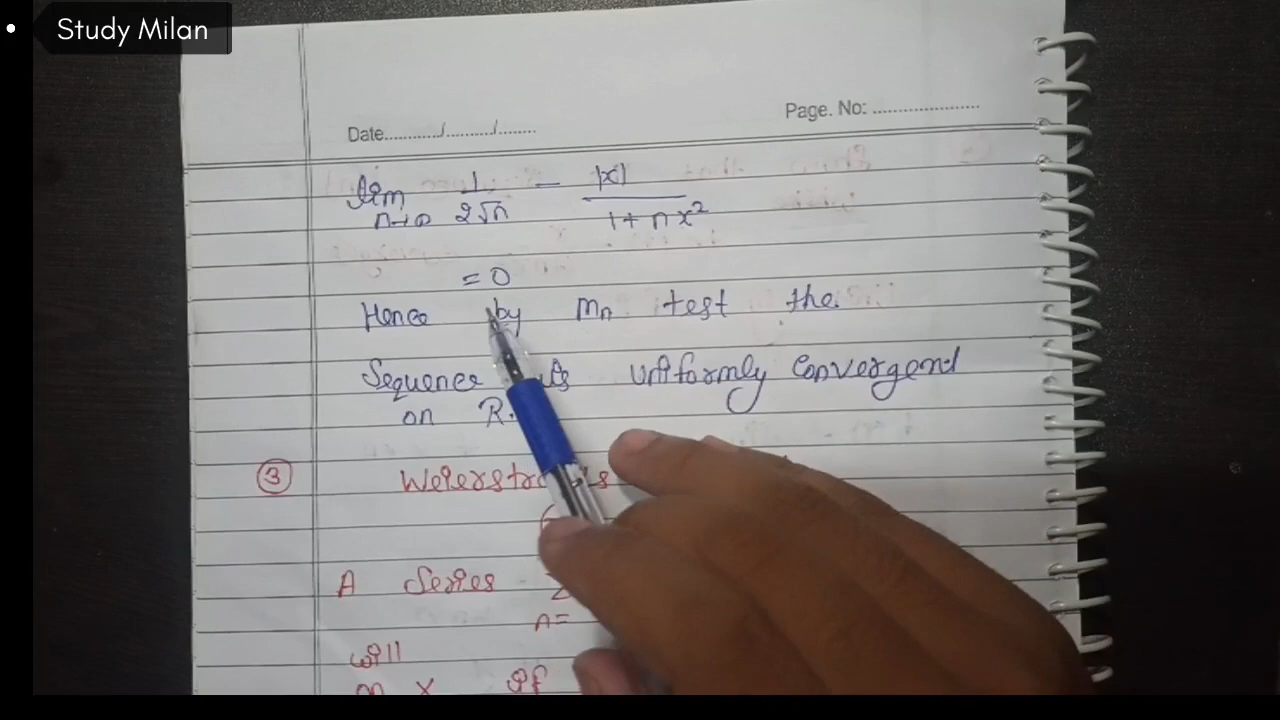 Study Milan
Date.........../........../........
Page. No: ......................
lim 1 — |x|
n→∞ 2√n 1 + nx²
= 0
Hence by Mn test the
Sequence is uniformly Convergend
on R.
③ Weierstra s
A Series
n=
will
on x if